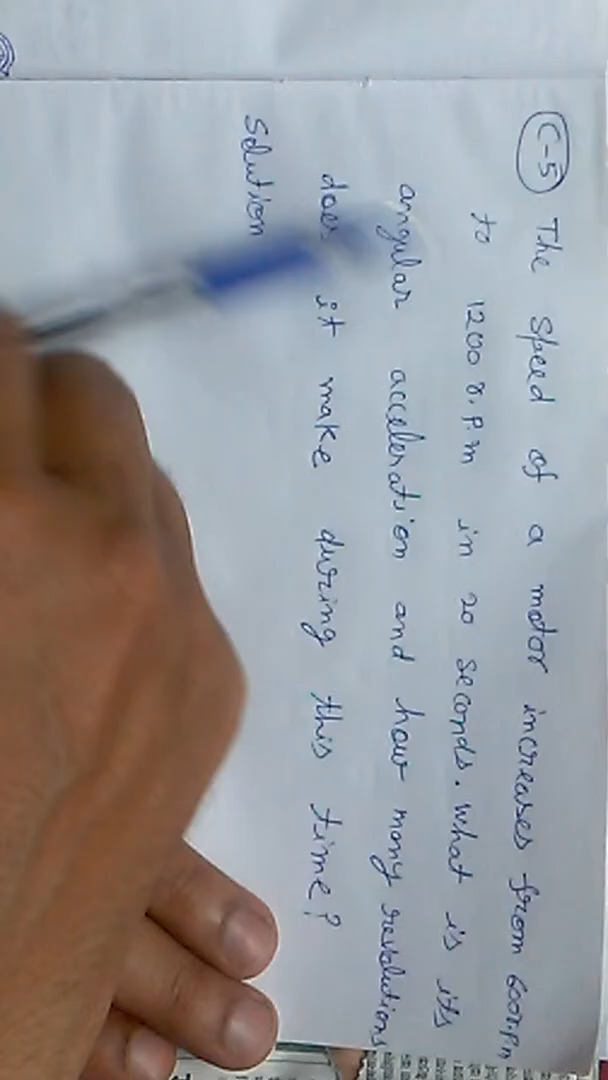 C-5 The speed of a motor increases from 600r.p.m
to 1200 r.p.m in 20 seconds. what is its
angular acceleration and how many revolutions
does it make during this time?
Solution